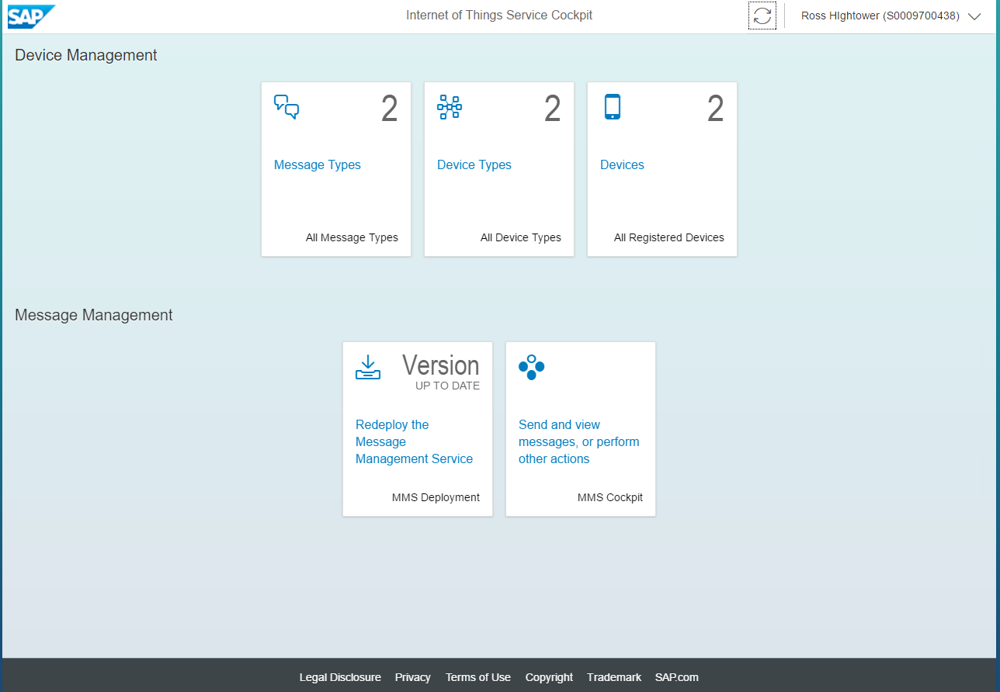 SAP
Internet of Things Service Cockpit
Ross HIghtower (S0009700438)
Device Management
2
Message Types
All Message Types
2
Device Types
All Device Types
2
Devices
All Registered Devices
Message Management
Version
UP TO DATE
Redeploy the
Message
Management Service
MMS Deployment
Send and view
messages, or perform
other actions
MMS Cockpit
Legal Disclosure Privacy Terms of Use Copyright Trademark SAP.com